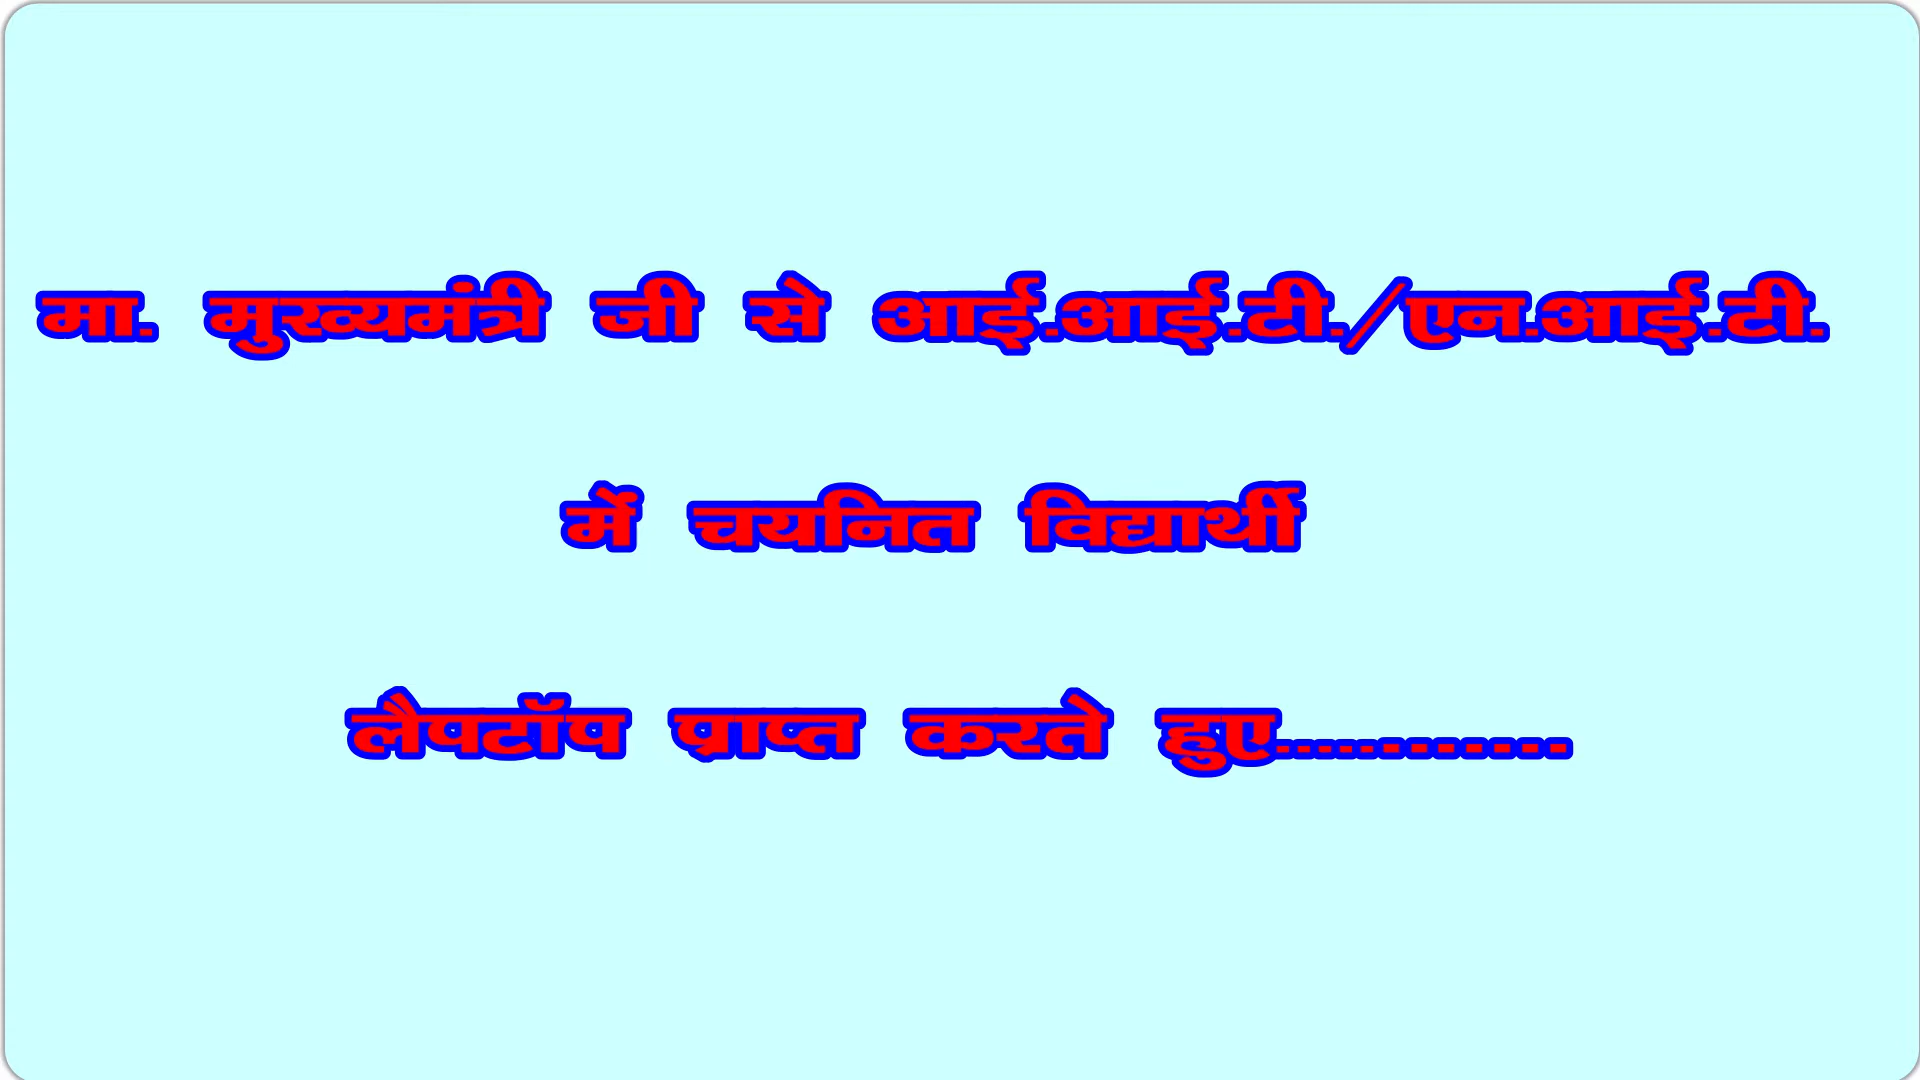 मा. मुख्यमंत्री जी से आई.आई.टी./एन.आई.टी.
में चयनित विद्यार्थी
लैपटॉप प्राप्त करते हुए............